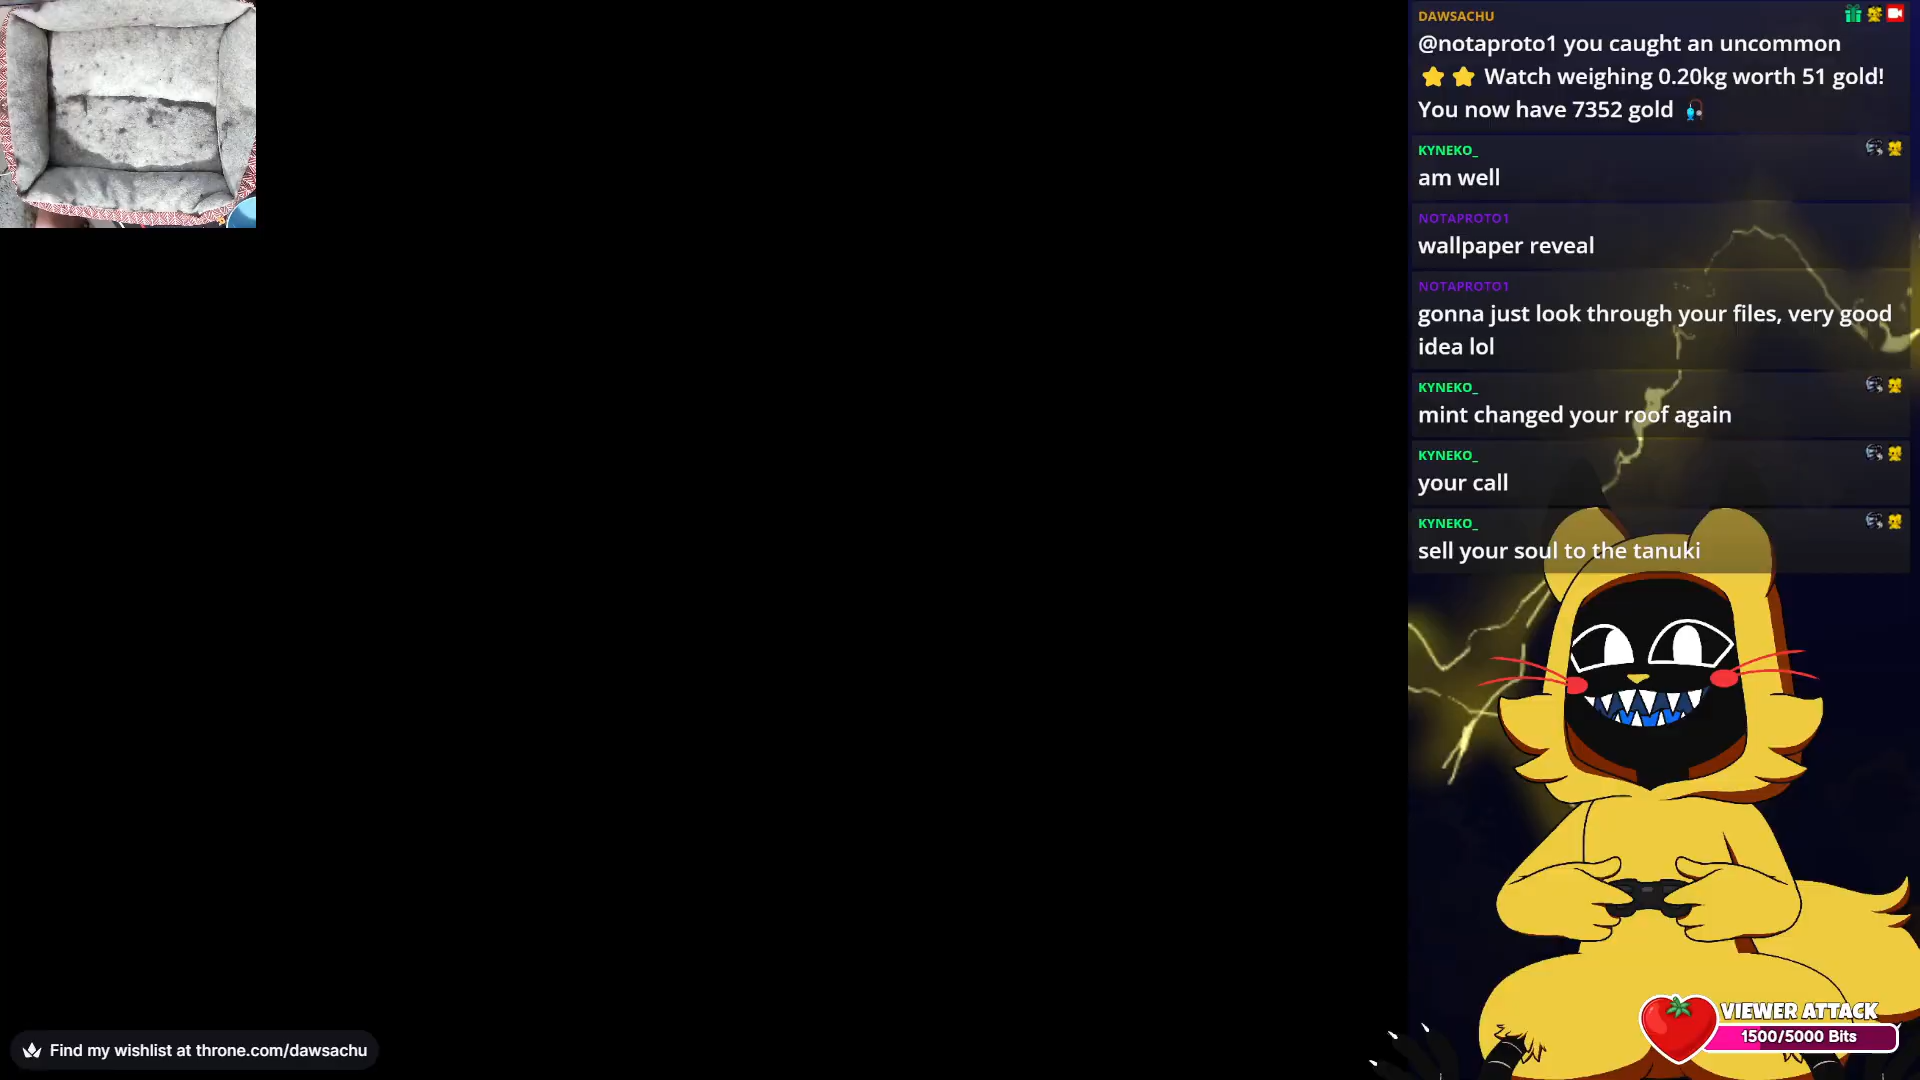 DAWSACHU
@notaproto1 you caught an uncommon
⭐ ⭐ Watch weighing 0.20kg worth 51 gold!
You now have 7352 gold 🎣
KYNEKO_
am well
NOTAPROTO1
wallpaper reveal
NOTAPROTO1
gonna just look through your files, very good
idea lol
KYNEKO_
mint changed your roof again
KYNEKO_
your call
KYNEKO_
sell your soul to the tanuki
VIEWER ATTACK
1500/5000 Bits
Find my wishlist at throne.com/dawsachu